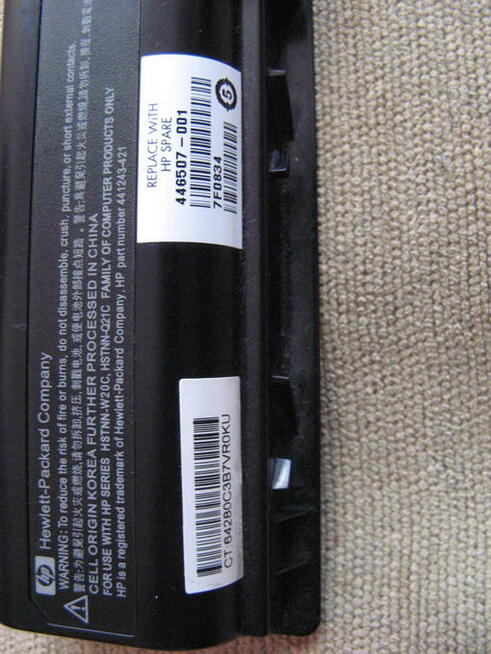 hp Hewlett-Packard Company
WARNING: To reduce the risk of fire or burns, do not disassemble, crush, puncture, or short external contacts.
CELL ORIGIN KOREA FURTHER PROCESSED IN CHINA
FOR USE WITH HP SERIES HSTNN-W20C, HSTNN-Q21C FAMILY OF COMPUTER PRODUCTS ONLY
HP is a registered trademark of Hewlett-Packard Company, HP part number 441243-421
REPLACE WITH
HP SPARE
446507-001
7F0834
5
CT:64280C3B7VR0KU